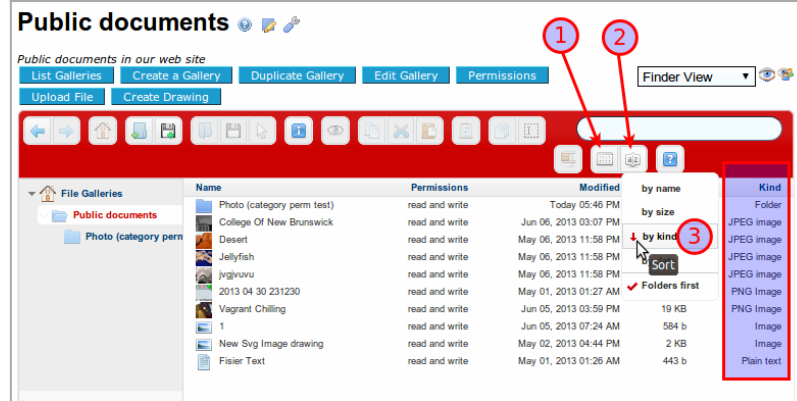 Public documents
1
2
Public documents in our web site
List Galleries Create a Gallery Duplicate Gallery Edit Gallery Permissions Finder View
Upload File Create Drawing
File Galleries
Public documents
Photo (category perm
Name Permissions Modified Kind
Photo (category perm test) read and write Today 05:46 PM Folder
College Of New Brunswick read and write Jun 06, 2013 03:07 PM JPEG image
Desert read and write May 06, 2013 11:58 PM JPEG image
Jellyfish read and write May 06, 2013 11:58 PM JPEG image
jvgjvuvu read and write May 06, 2013 11:58 PM JPEG image
2013 04 30 231230 read and write May 01, 2013 01:27 AM PNG Image
Vagrant Chilling read and write Jun 05, 2013 03:59 PM 19 KB PNG Image
1 read and write Jun 05, 2013 07:24 AM 584 b Image
New Svg Image drawing read and write May 02, 2013 04:44 PM 2 KB Image
Fisier Text read and write May 01, 2013 01:26 AM 443 b Plain text
by name
by size
by kind
3
Sort
Folders first